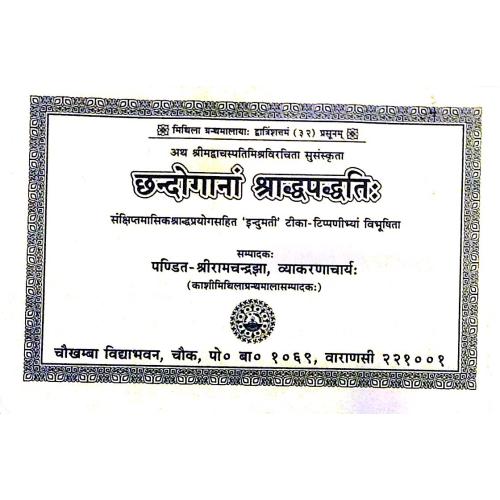 मिथिला ग्रन्थमालायाः द्वात्रिंशत्तमं (३२) प्रसूनम्
अथ श्रीमद्वाचस्पतिमिश्रविरचिता सुसंस्कृता
छन्दोगानां श्राद्धपद्धतिः
संक्षिप्तमासिकश्राद्धप्रयोगसहित 'इन्दुमती' टीका-टिप्पणीभ्यां विभूषिता
सम्पादकः
पण्डित-श्रीरामचन्द्रझा, व्याकरणाचार्यः
(काशीमिथिलाग्रन्थमालासम्पादकः)
चौखम्बा विद्याभवन, चौक, पो० बा० १०६९, वाराणसी २२१००१